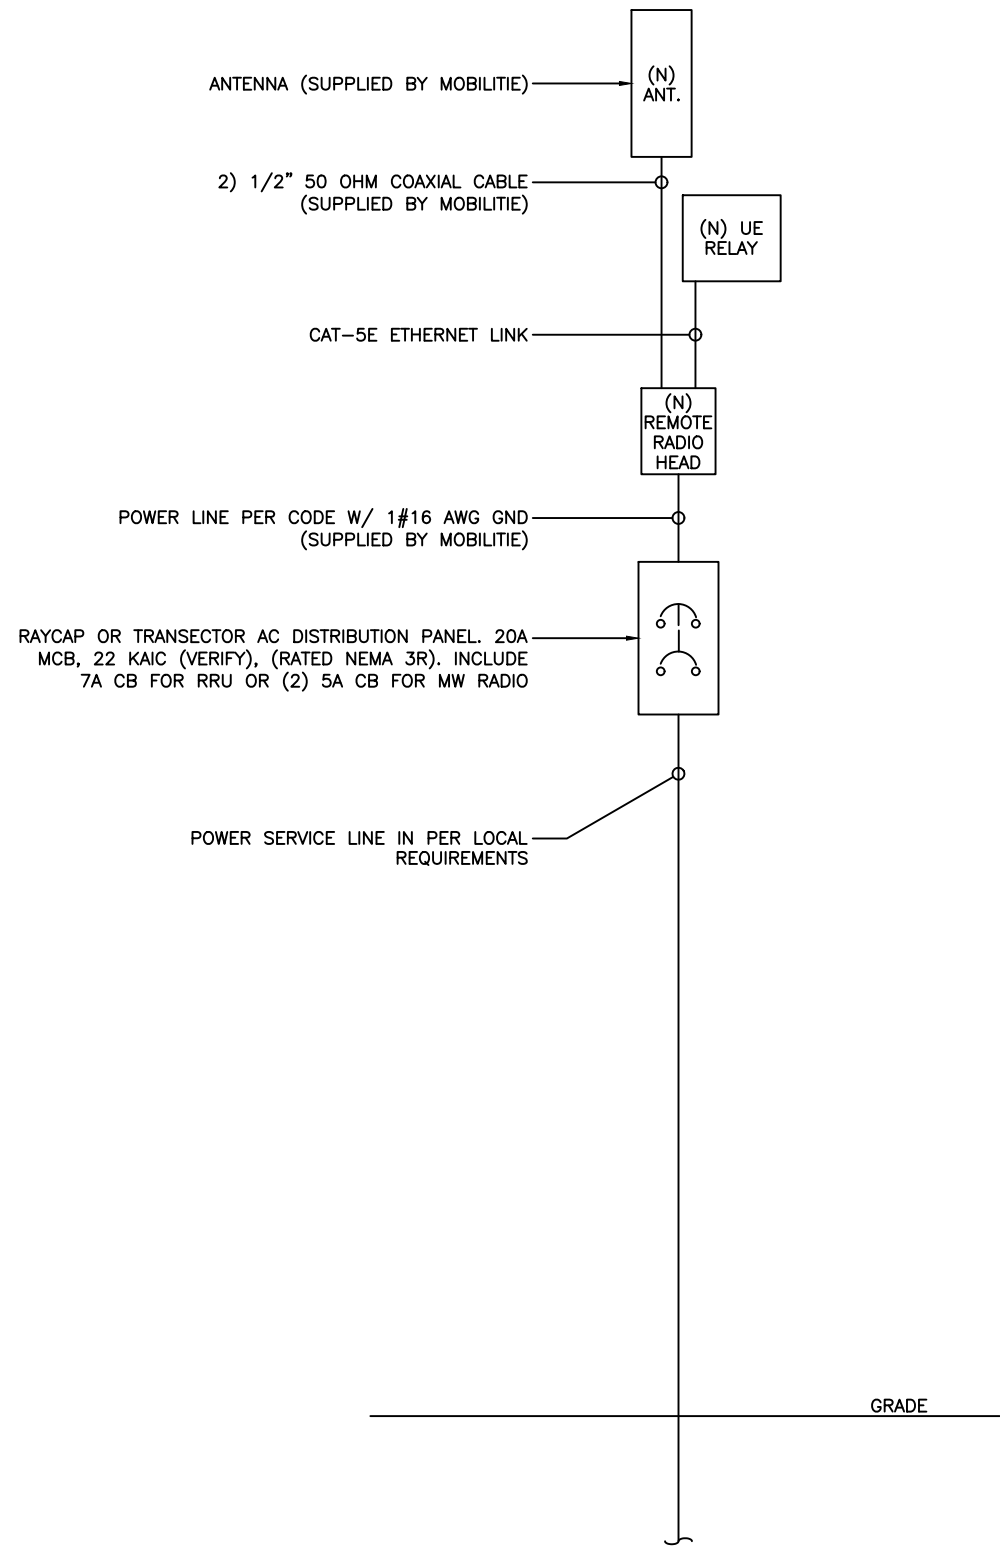 ANTENNA (SUPPLIED BY MOBILITIE)
(N)
ANT.
2) 1/2" 50 OHM COAXIAL CABLE
(SUPPLIED BY MOBILITIE)
(N) UE
RELAY
CAT-5E ETHERNET LINK
(N)
REMOTE
RADIO
HEAD
POWER LINE PER CODE W/ 1#16 AWG GND
(SUPPLIED BY MOBILITIE)
RAYCAP OR TRANSECTOR AC DISTRIBUTION PANEL. 20A
MCB, 22 KAIC (VERIFY), (RATED NEMA 3R). INCLUDE
7A CB FOR RRU OR (2) 5A CB FOR MW RADIO
POWER SERVICE LINE IN PER LOCAL
REQUIREMENTS
GRADE